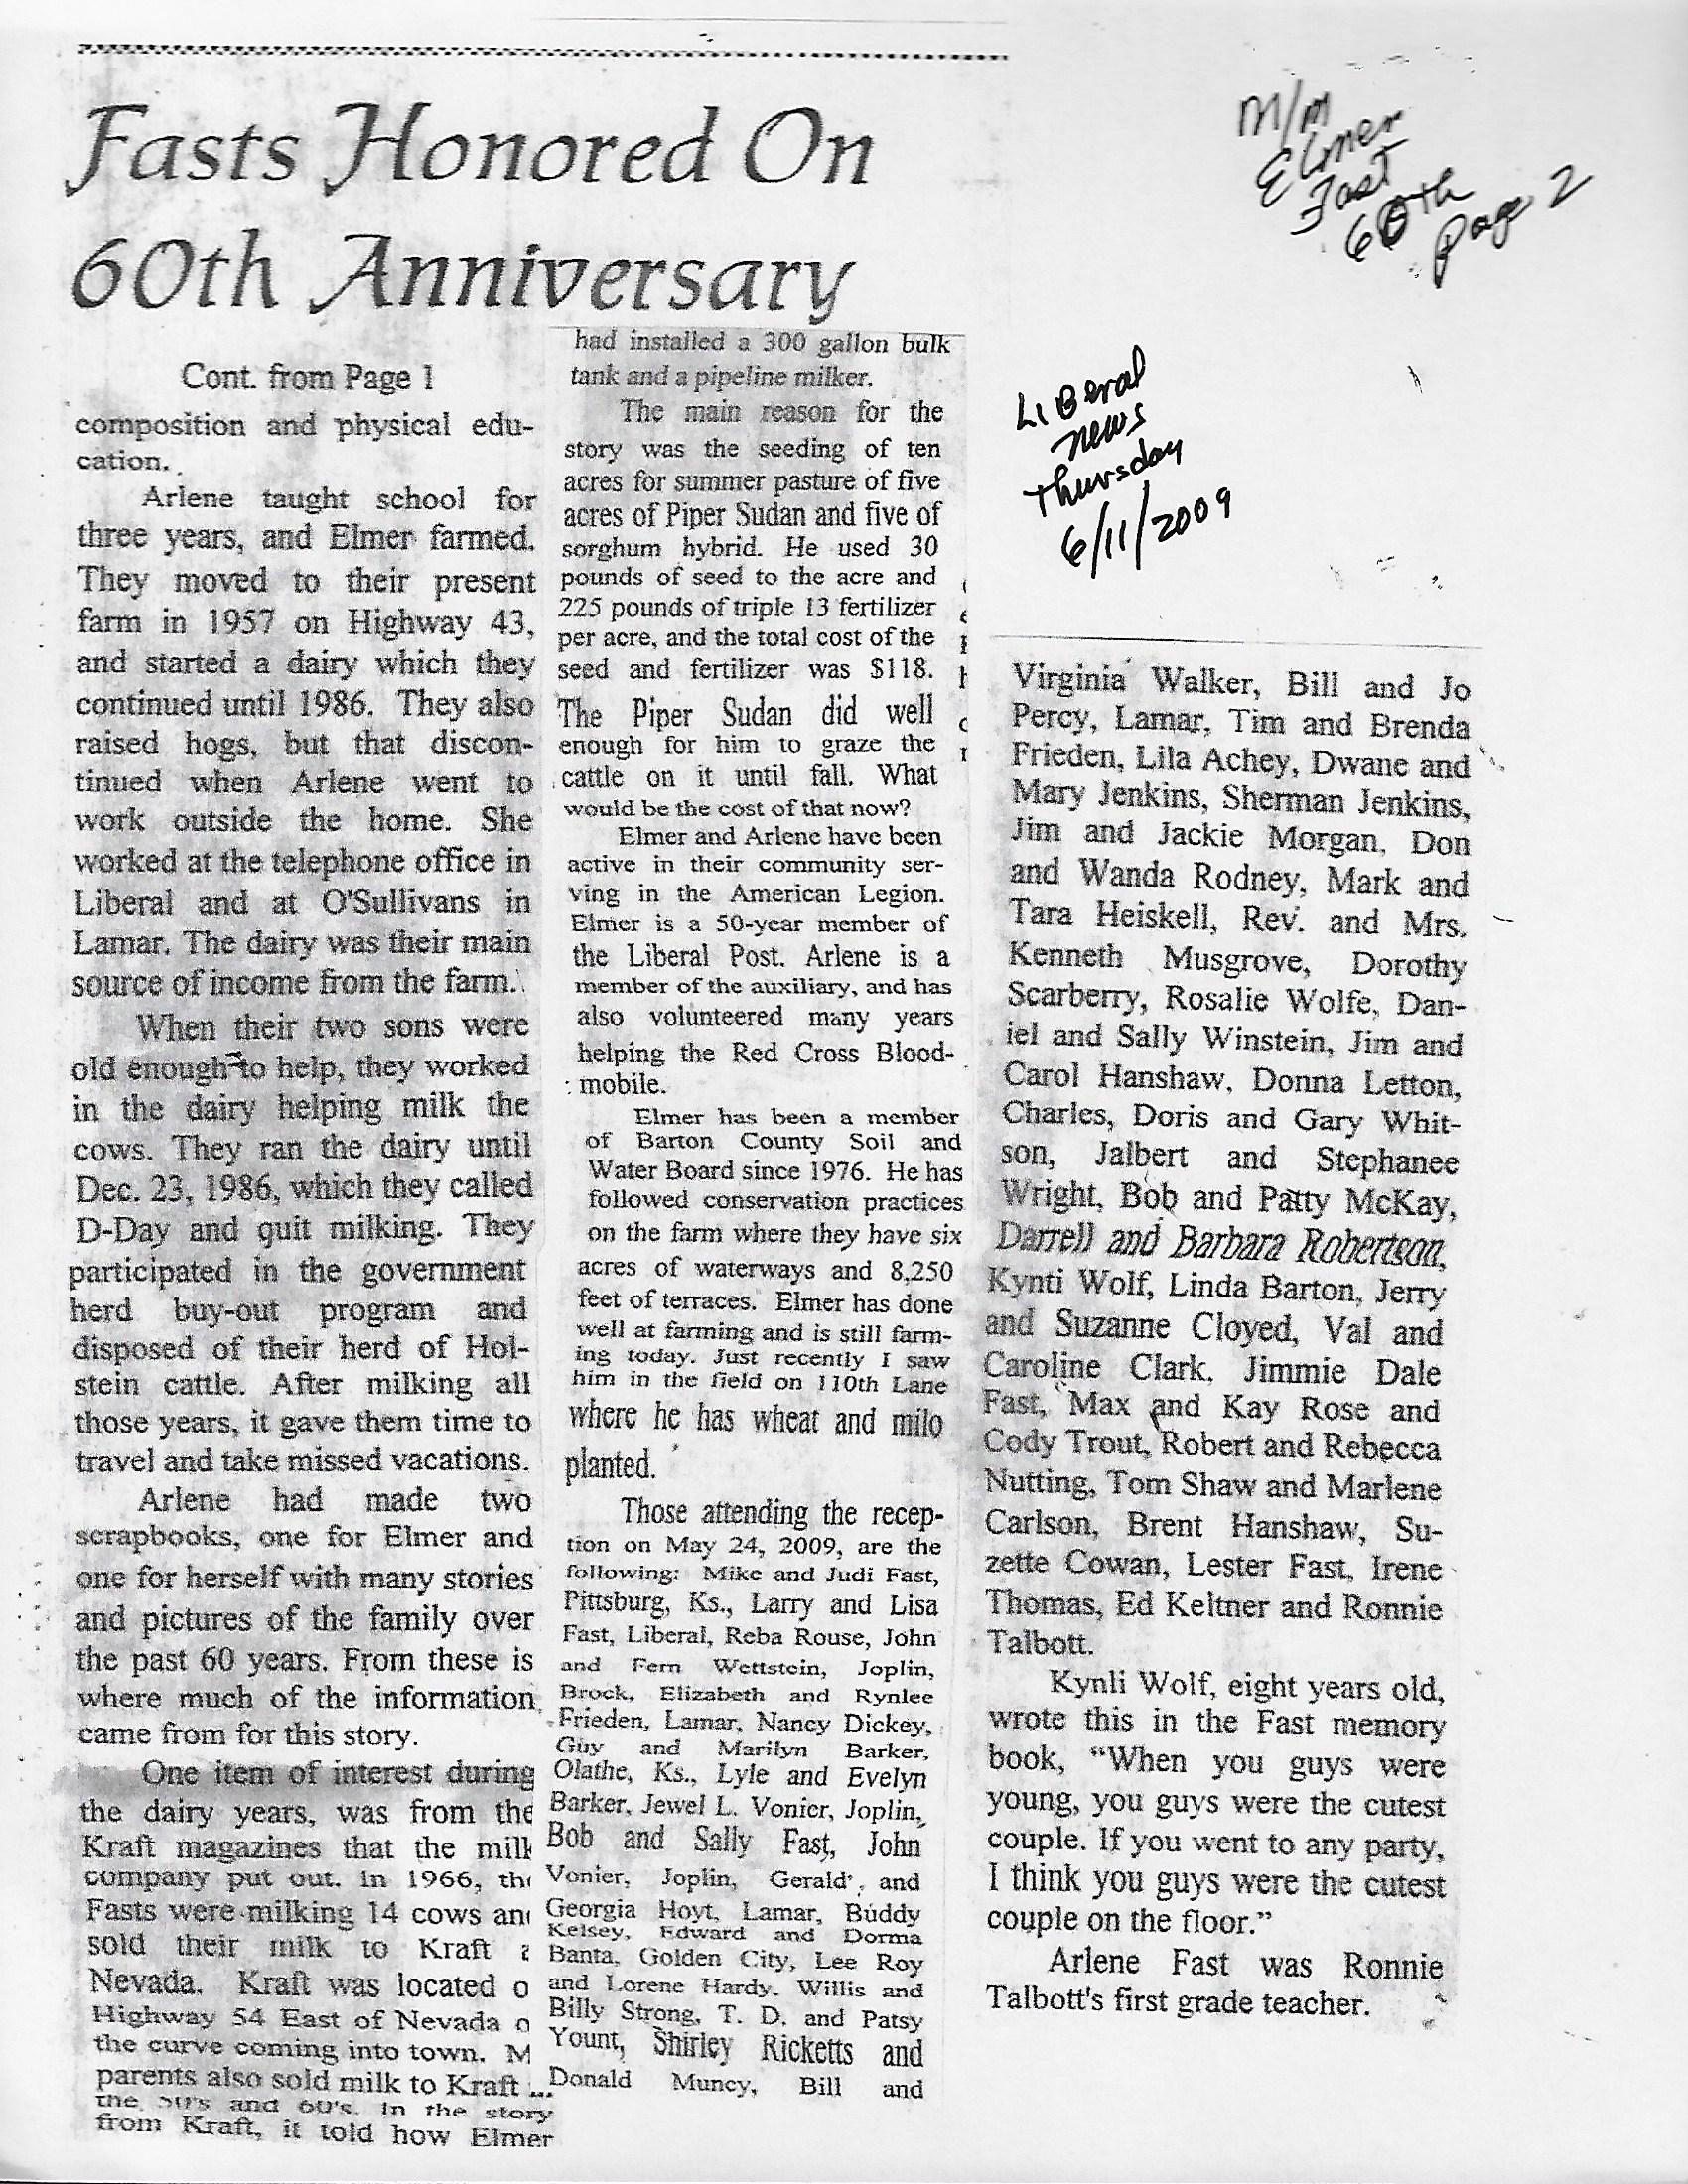 Fasts Honored On
60th Anniversary
M/M
Elmer
Fast
60th
Page 2
LiBeral
news
Thursday
6/11/2009
Cont. from Page 1
composition and physical edu-
cation.
Arlene taught school for
three years, and Elmer farmed.
They moved to their present
farm in 1957 on Highway 43,
and started a dairy which they
continued until 1986. They also
raised hogs, but that discon-
tinued when Arlene went to
work outside the home. She
worked at the telephone office in
Liberal and at O'Sullivans in
Lamar. The dairy was their main
source of income from the farm.
When their two sons were
old enough to help, they worked
in the dairy helping milk the
cows. They ran the dairy until
Dec. 23, 1986, which they called
D-Day and quit milking. They
participated in the government
herd buy-out program and
disposed of their herd of Hol-
stein cattle. After milking all
those years, it gave them time to
travel and take missed vacations.
Arlene had made two
scrapbooks, one for Elmer and
one for herself with many stories
and pictures of the family over
the past 60 years. From these is
where much of the information
came from for this story.
One item of interest during
the dairy years, was from the
Kraft magazines that the milk
company put out. In 1966, the
Fasts were milking 14 cows and
sold their milk to Kraft
Nevada. Kraft was located o
Highway 54 East of Nevada o
the curve coming into town. M
parents also sold milk to Kraft ...
the 50's and 60's. In the story
from Kraft, it told how Elmer
had installed a 300 gallon bulk
tank and a pipeline milker.
The main reason for the
story was the seeding of ten
acres for summer pasture of five
acres of Piper Sudan and five of
sorghum hybrid. He used 30
pounds of seed to the acre and
225 pounds of triple 13 fertilizer
per acre, and the total cost of the
seed and fertilizer was $118.
The Piper Sudan did well
enough for him to graze the
cattle on it until fall. What
would be the cost of that now?
Elmer and Arlene have been
active in their community ser-
ving in the American Legion.
Elmer is a 50-year member of
the Liberal Post. Arlene is a
member of the auxiliary, and has
also volunteered many years
helping the Red Cross Blood-
mobile.
Elmer has been a member
of Barton County Soil and
Water Board since 1976. He has
followed conservation practices
on the farm where they have six
acres of waterways and 8,250
feet of terraces. Elmer has done
well at farming and is still farm-
ing today. Just recently I saw
him in the field on 110th Lane
where he has wheat and milo
planted.
Those attending the recep-
tion on May 24, 2009, are the
following: Mike and Judi Fast,
Pittsburg, Ks., Larry and Lisa
Fast, Liberal, Reba Rouse, John
and Fern Wettstein, Joplin,
Brock, Elizabeth and Rynlee
Frieden, Lamar, Nancy Dickey,
Guy and Marilyn Barker,
Olathe, Ks., Lyle and Evelyn
Barker, Jewel L. Vonier, Joplin,
Bob and Sally Fast, John
Vonier, Joplin, Gerald and
Georgia Hoyt, Lamar, Buddy
Kelsey, Edward and Dorma
Banta, Golden City, Lee Roy
and Lorene Hardy, Willis and
Billy Strong, T. D. and Patsy
Yount, Shirley Ricketts and
Donald Muncy, Bill and
Virginia Walker, Bill and Jo
Percy, Lamar, Tim and Brenda
Frieden, Lila Achey, Dwane and
Mary Jenkins, Sherman Jenkins,
Jim and Jackie Morgan, Don
and Wanda Rodney, Mark and
Tara Heiskell, Rev. and Mrs.
Kenneth Musgrove, Dorothy
Scarberry, Rosalie Wolfe, Dan-
iel and Sally Winstein, Jim and
Carol Hanshaw, Donna Letton,
Charles, Doris and Gary Whit-
son, Jalbert and Stephanee
Wright, Bob and Patty McKay,
Darrell and Barbara Robertson,
Kynti Wolf, Linda Barton, Jerry
and Suzanne Cloyed, Val and
Caroline Clark, Jimmie Dale
Fast, Max and Kay Rose and
Cody Trout, Robert and Rebecca
Nutting, Tom Shaw and Marlene
Carlson, Brent Hanshaw, Su-
zette Cowan, Lester Fast, Irene
Thomas, Ed Keltner and Ronnie
Talbott.
Kynli Wolf, eight years old,
wrote this in the Fast memory
book, “When you guys were
young, you guys were the cutest
couple. If you went to any party,
I think you guys were the cutest
couple on the floor.”
Arlene Fast was Ronnie
Talbott's first grade teacher.